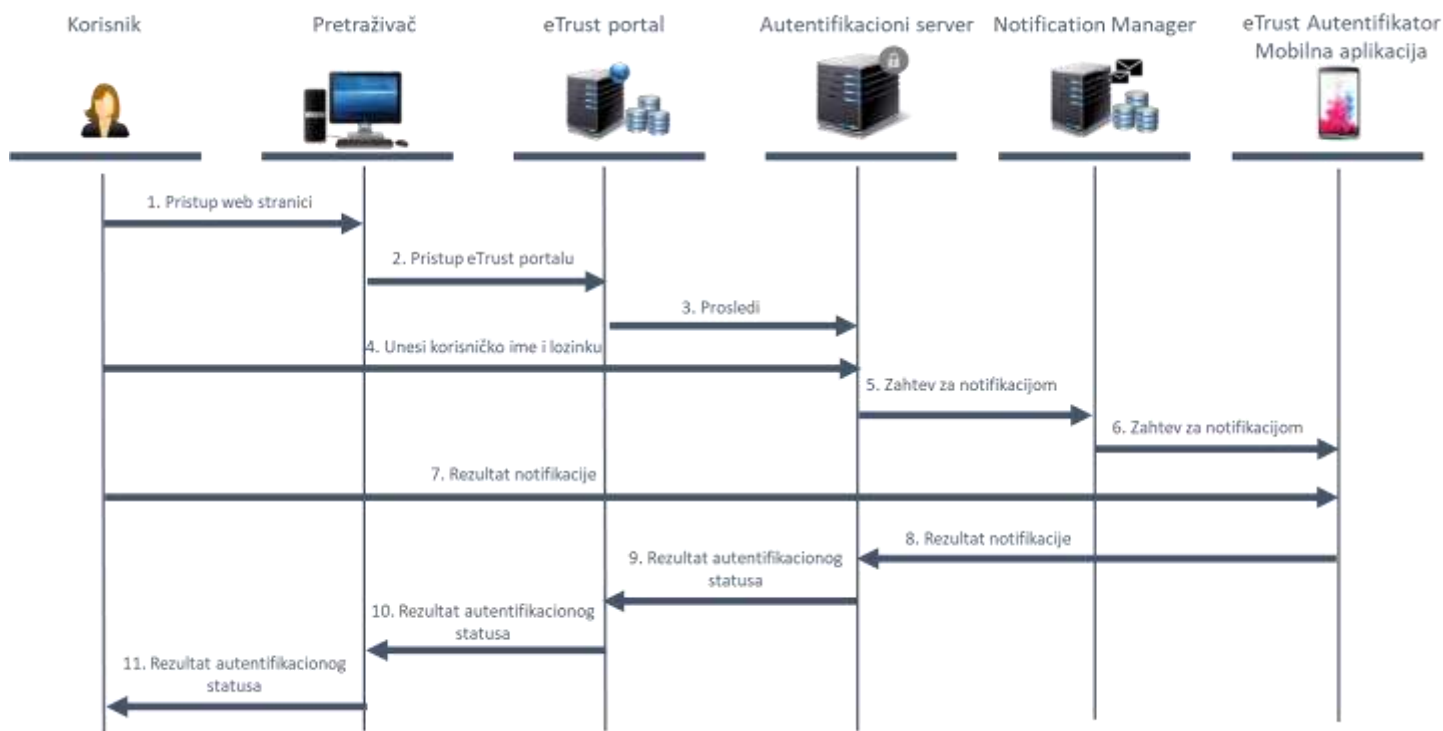 Korisnik
Pretraživač
eTrust portal
Autentifikacioni server
Notification Manager
eTrust Autentifikator
Mobilna aplikacija
1. Pristup web stranici
2. Pristup eTrust portalu
3. Prosledi
4. Unesi korisničko ime i lozinku
5. Zahtev za notifikacijom
6. Zahtev za notifikacijom
7. Rezultat notifikacije
8. Rezultat notifikacije
9. Rezultat autentifikacionog
statusa
10. Rezultat autentifikacionog
statusa
11. Rezultat autentifikacionog
statusa